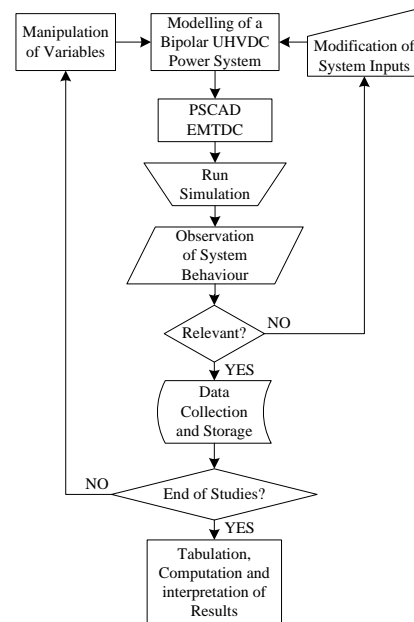 Manipulation
of Variables
Modelling of a
Bipolar UHVDC
Power System
Modification of
System Inputs
PSCAD
EMTDC
Run
Simulation
Observation
of System
Behaviour
Relevant?
NO
YES
Data
Collection
and Storage
NO
End of Studies?
YES
Tabulation,
Computation and
interpretation of
Results